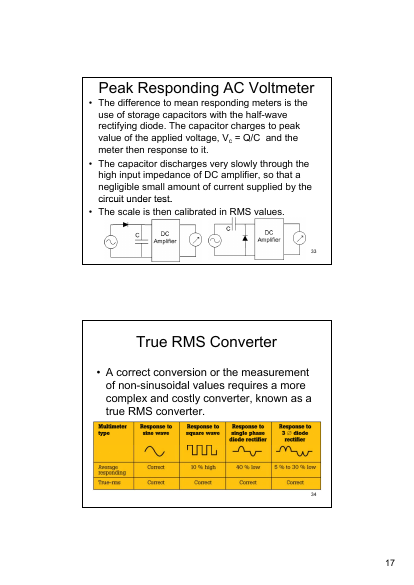 Peak Responding AC Voltmeter
• The difference to mean responding meters is the
use of storage capacitors with the half-wave
rectifying diode. The capacitor charges to peak
value of the applied voltage, Vc = Q/C and the
meter then response to it.
• The capacitor discharges very slowly through the
high input impedance of DC amplifier, so that a
negligible small amount of current supplied by the
circuit under test.
• The scale is then calibrated in RMS values.
C
DC
Amplifier
C
DC
Amplifier
33
True RMS Converter
• A correct conversion or the measurement
of non-sinusoidal values requires a more
complex and costly converter, known as a
true RMS converter.
Multimeter type Response to sine wave Response to square wave Response to single phase diode rectifier Response to 3 ∅ diode rectifier
Average responding Correct 10 % high 40 % low 5 % to 30 % low
True-rms Correct Correct Correct Correct
34
17